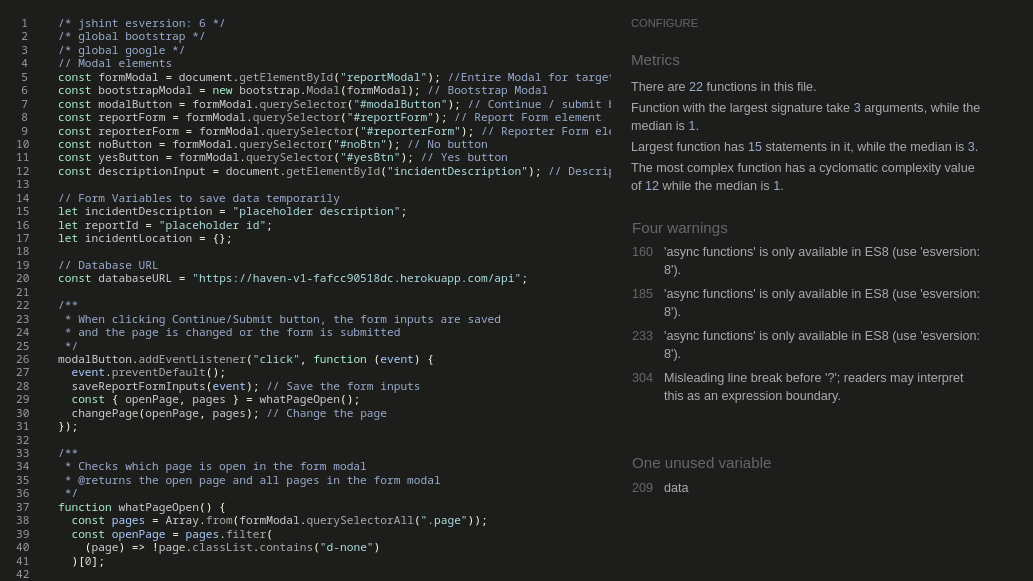 1 /* jshint esversion: 6 */
2 /* global bootstrap */
3 /* global google */
4 // Modal elements
5 const formModal = document.getElementById("reportModal"); //Entire Modal for
6 const bootstrapModal = new bootstrap.Modal(formModal); // Bootstrap Modal
7 const modalButton = formModal.querySelector("#modalButton"); // Continue / submit
8 const reportForm = formModal.querySelector("#reportForm"); // Report Form element
9 const reporterForm = formModal.querySelector("#reporterForm"); // Reporter Form
10 const noButton = formModal.querySelector("#noBtn"); // No button
11 const yesButton = formModal.querySelector("#yesBtn"); // Yes button
12 const descriptionInput = document.getElementById("incidentDescription"); //
13
14 // Form Variables to save data temporarily
15 let incidentDescription = "placeholder description";
16 let reportId = "placeholder id";
17 let incidentLocation = {};
18
19 // Database URL
20 const databaseURL = "https://haven-v1-fafcc90518dc.herokuapp.com/api";
21
22 /**
23 * When clicking Continue/Submit button, the form inputs are saved
24 * and the page is changed or the form is submitted
25 */
26 modalButton.addEventListener("click", function (event) {
27 event.preventDefault();
28 saveReportFormInputs(event); // Save the form inputs
29 const { openPage, pages } = whatPageOpen();
30 changePage(openPage, pages); // Change the page
31 });
32
33 /**
34 * Checks which page is open in the form modal
35 * @returns the open page and all pages in the form modal
36 */
37 function whatPageOpen() {
38 const pages = Array.from(formModal.querySelectorAll(".page"));
39 const openPage = pages.filter(
40 (page) => !page.classList.contains("d-none")
41 )[0];
42
CONFIGURE
Metrics
There are 22 functions in this file.
Function with the largest signature take 3 arguments, while the
median is 1.
Largest function has 15 statements in it, while the median is 3.
The most complex function has a cyclomatic complexity value
of 12 while the median is 1.
Four warnings
160 'async functions' is only available in ES8 (use 'esversion:
8').
185 'async functions' is only available in ES8 (use 'esversion:
8').
233 'async functions' is only available in ES8 (use 'esversion:
8').
304 Misleading line break before '?'; readers may interpret
this as an expression boundary.
One unused variable
209 data